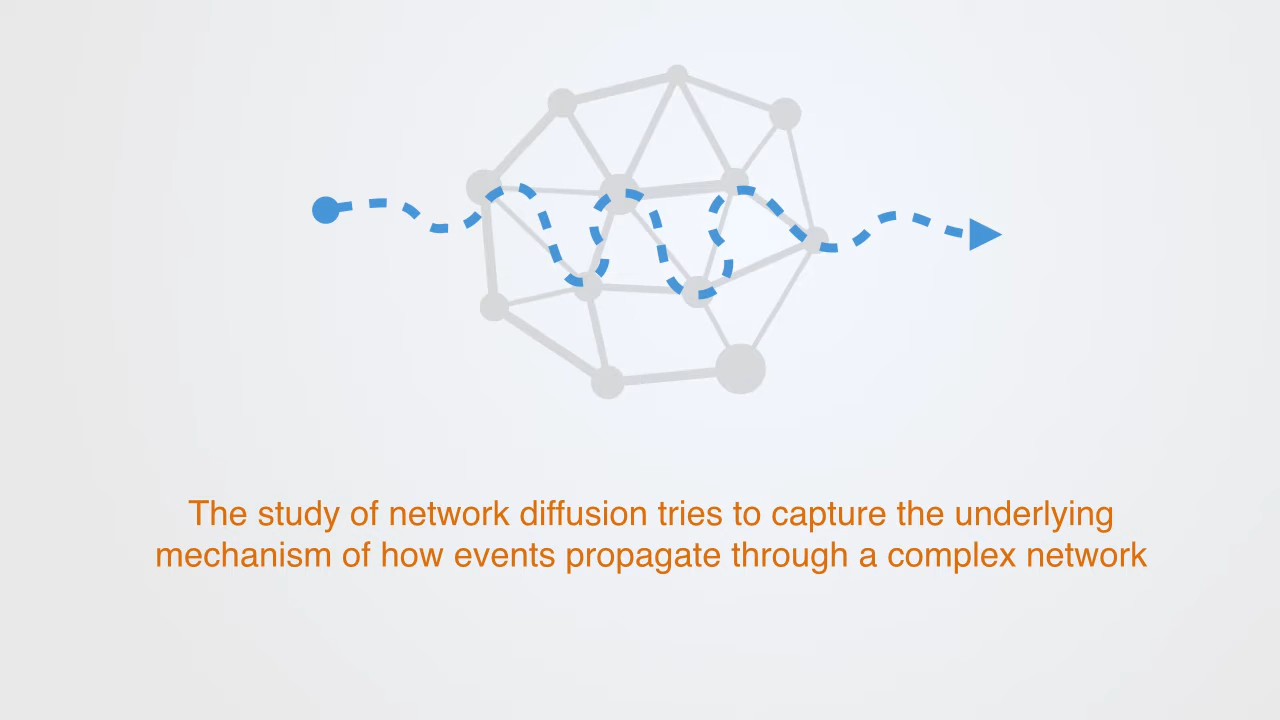 The study of network diffusion tries to capture the underlying
mechanism of how events propagate through a complex network